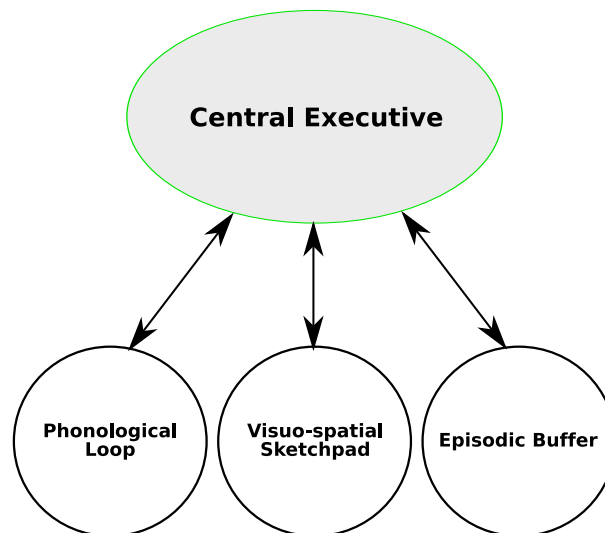 Central Executive
Phonological
Loop
Visuo-spatial
Sketchpad
Episodic Buffer